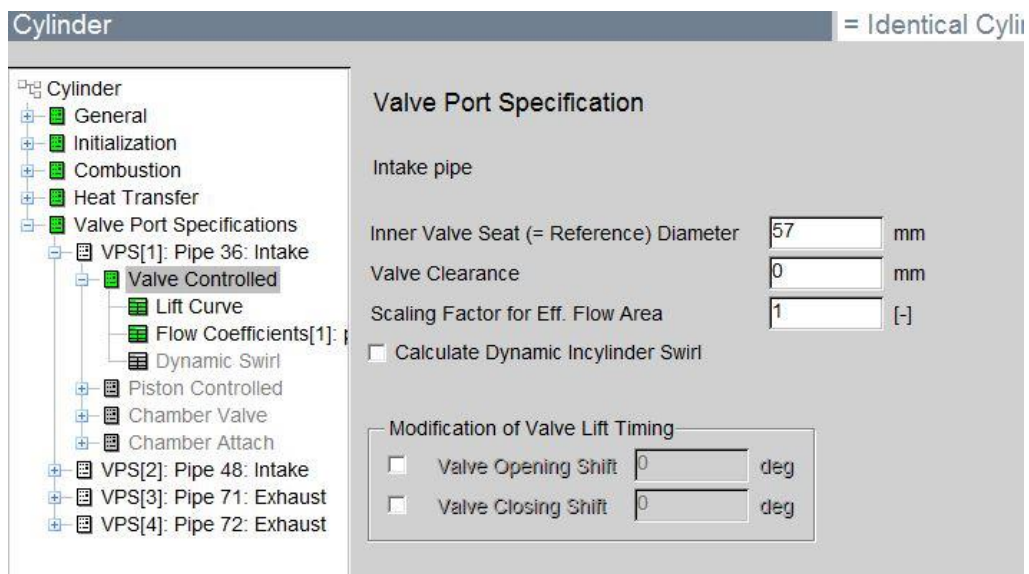 Cylinder
= Identical Cylin
Cylinder
General
Initialization
Combustion
Heat Transfer
Valve Port Specifications
VPS[1]: Pipe 36: Intake
Valve Controlled
Lift Curve
Flow Coefficients[1]: p
Dynamic Swirl
Piston Controlled
Chamber Valve
Chamber Attach
VPS[2]: Pipe 48: Intake
VPS[3]: Pipe 71: Exhaust
VPS[4]: Pipe 72: Exhaust
Valve Port Specification
Intake pipe
Inner Valve Seat (= Reference) Diameter 57 mm
Valve Clearance 0 mm
Scaling Factor for Eff. Flow Area 1 [-]
Calculate Dynamic Incylinder Swirl
Modification of Valve Lift Timing
Valve Opening Shift 0 deg
Valve Closing Shift 0 deg